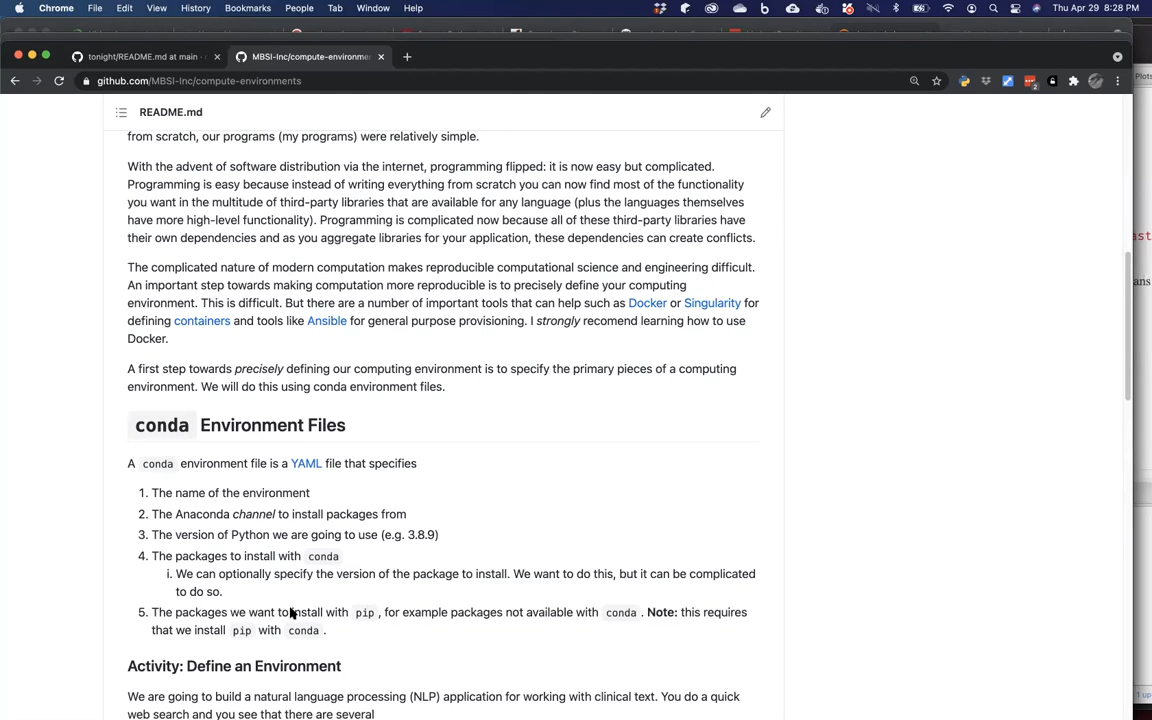 Chrome File Edit View History Bookmarks People Tab Window Help Thu Apr 29 8:28 PM
tonight/README.md at main · MBSI-Inc/compute-environme
github.com/MBSI-Inc/compute-environments
Plots
README.md
from scratch, our programs (my programs) were relatively simple.
With the advent of software distribution via the internet, programming flipped: it is now easy but complicated.
Programming is easy because instead of writing everything from scratch you can now find most of the functionality
you want in the multitude of third-party libraries that are available for any language (plus the languages themselves
have more high-level functionality). Programming is complicated now because all of these third-party libraries have
their own dependencies and as you aggregate libraries for your application, these dependencies can create conflicts.
ast
ans
The complicated nature of modern computation makes reproducible computational science and engineering difficult.
An important step towards making computation more reproducible is to precisely define your computing
environment. This is difficult. But there are a number of important tools that can help such as Docker or Singularity for
defining containers and tools like Ansible for general purpose provisioning. I strongly recomend learning how to use
Docker.
A first step towards precisely defining our computing environment is to specify the primary pieces of a computing
environment. We will do this using conda environment files.
conda Environment Files
A conda environment file is a YAML file that specifies
1. The name of the environment
2. The Anaconda channel to install packages from
3. The version of Python we are going to use (e.g. 3.8.9)
4. The packages to install with conda
i. We can optionally specify the version of the package to install. We want to do this, but it can be complicated
to do so.
5. The packages we want to install with pip , for example packages not available with conda . Note: this requires
that we install pip with conda .
Activity: Define an Environment
We are going to build a natural language processing (NLP) application for working with clinical text. You do a quick
web search and you see that there are several
1 up